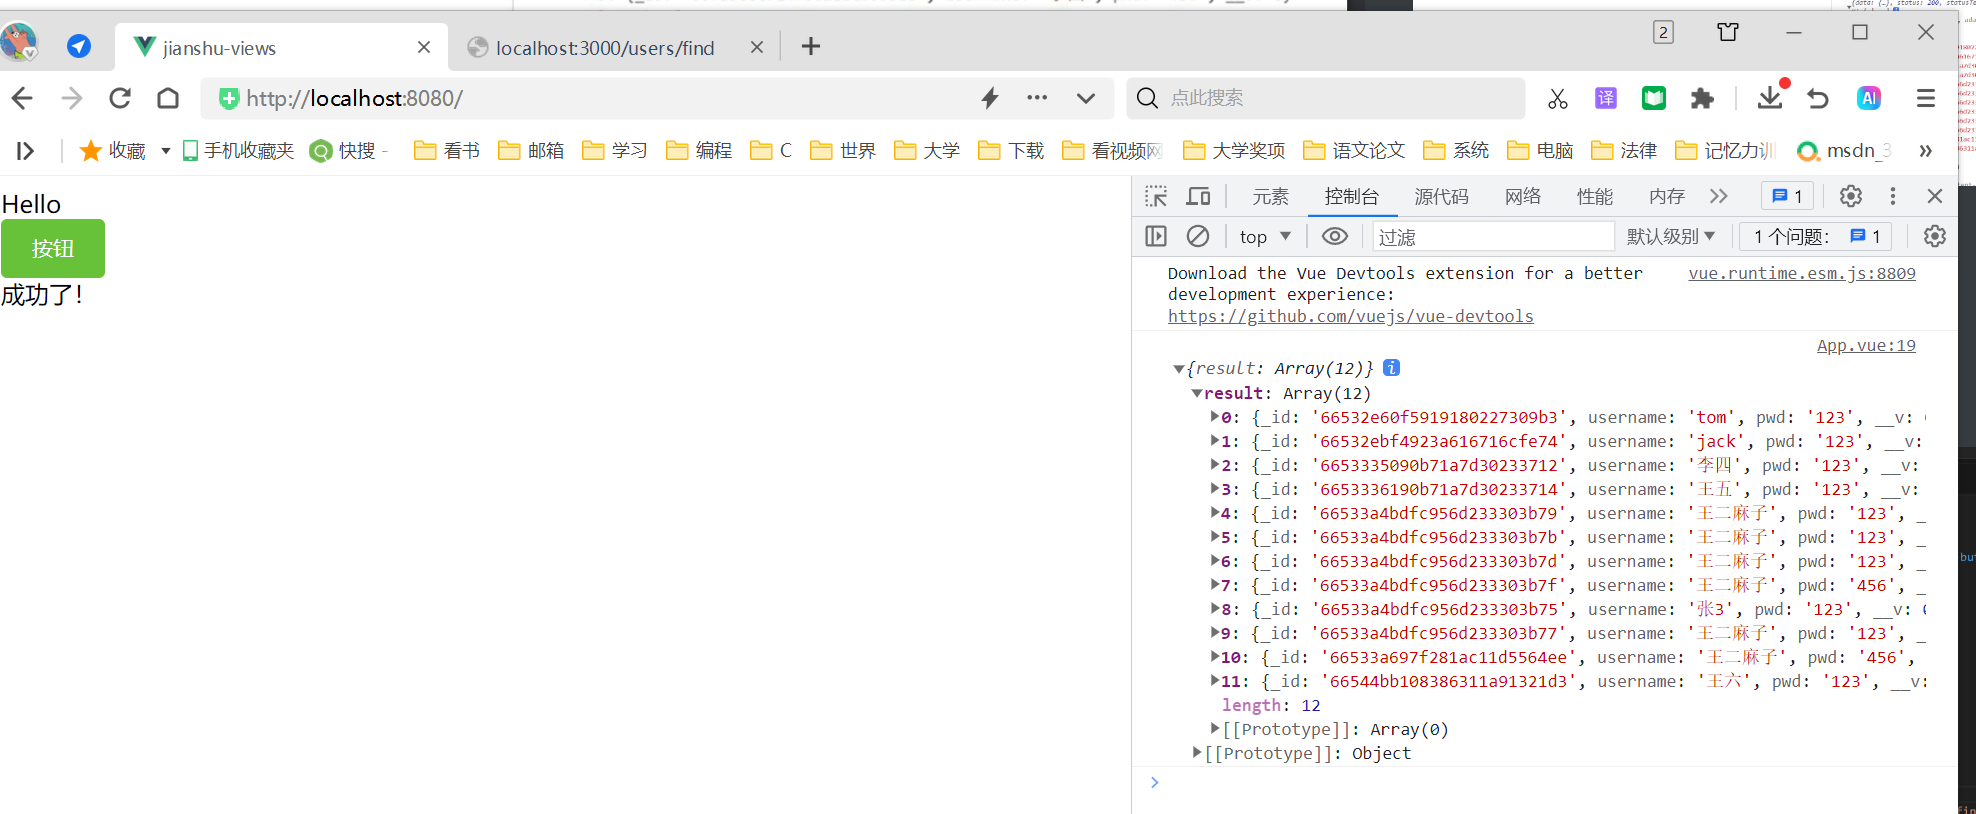 jianshu-views
localhost:3000/users/find
2
http://localhost:8080/
点此搜索
译
AI
收藏
手机收藏夹
快搜 -
看书
邮箱
学习
编程
C
世界
大学
下载
看视频网
大学奖项
语文论文
系统
电脑
法律
记忆力训
msdn_3
Hello
按钮
成功了!
元素
控制台
源代码
网络
性能
内存
1
top
过滤
默认级别
1 个问题:
1
Download the Vue Devtools extension for a better
vue.runtime.esm.js:8809
development experience:
https://github.com/vuejs/vue-devtools
App.vue:19
{result: Array(12)}
result: Array(12)
0: {_id: '66532e60f5919180227309b3', username: 'tom', pwd: '123', __v:
1: {_id: '66532ebf4923a616716cfe74', username: 'jack', pwd: '123', __v:
2: {_id: '6653335090b71a7d30233712', username: '李四', pwd: '123', __v:
3: {_id: '6653336190b71a7d30233714', username: '王五', pwd: '123', __v:
4: {_id: '66533a4bdfc956d233303b79', username: '王二麻子', pwd: '123', _
5: {_id: '66533a4bdfc956d233303b7b', username: '王二麻子', pwd: '123', _
6: {_id: '66533a4bdfc956d233303b7d', username: '王二麻子', pwd: '123', _
7: {_id: '66533a4bdfc956d233303b7f', username: '王二麻子', pwd: '456', _
8: {_id: '66533a4bdfc956d233303b75', username: '张3', pwd: '123', __v: 0
9: {_id: '66533a4bdfc956d233303b77', username: '王二麻子', pwd: '123', _
10: {_id: '66533a697f281ac11d5564ee', username: '王二麻子', pwd: '456',
11: {_id: '66544bb108386311a91321d3', username: '王六', pwd: '123', __v:
length: 12
[[Prototype]]: Array(0)
[[Prototype]]: Object